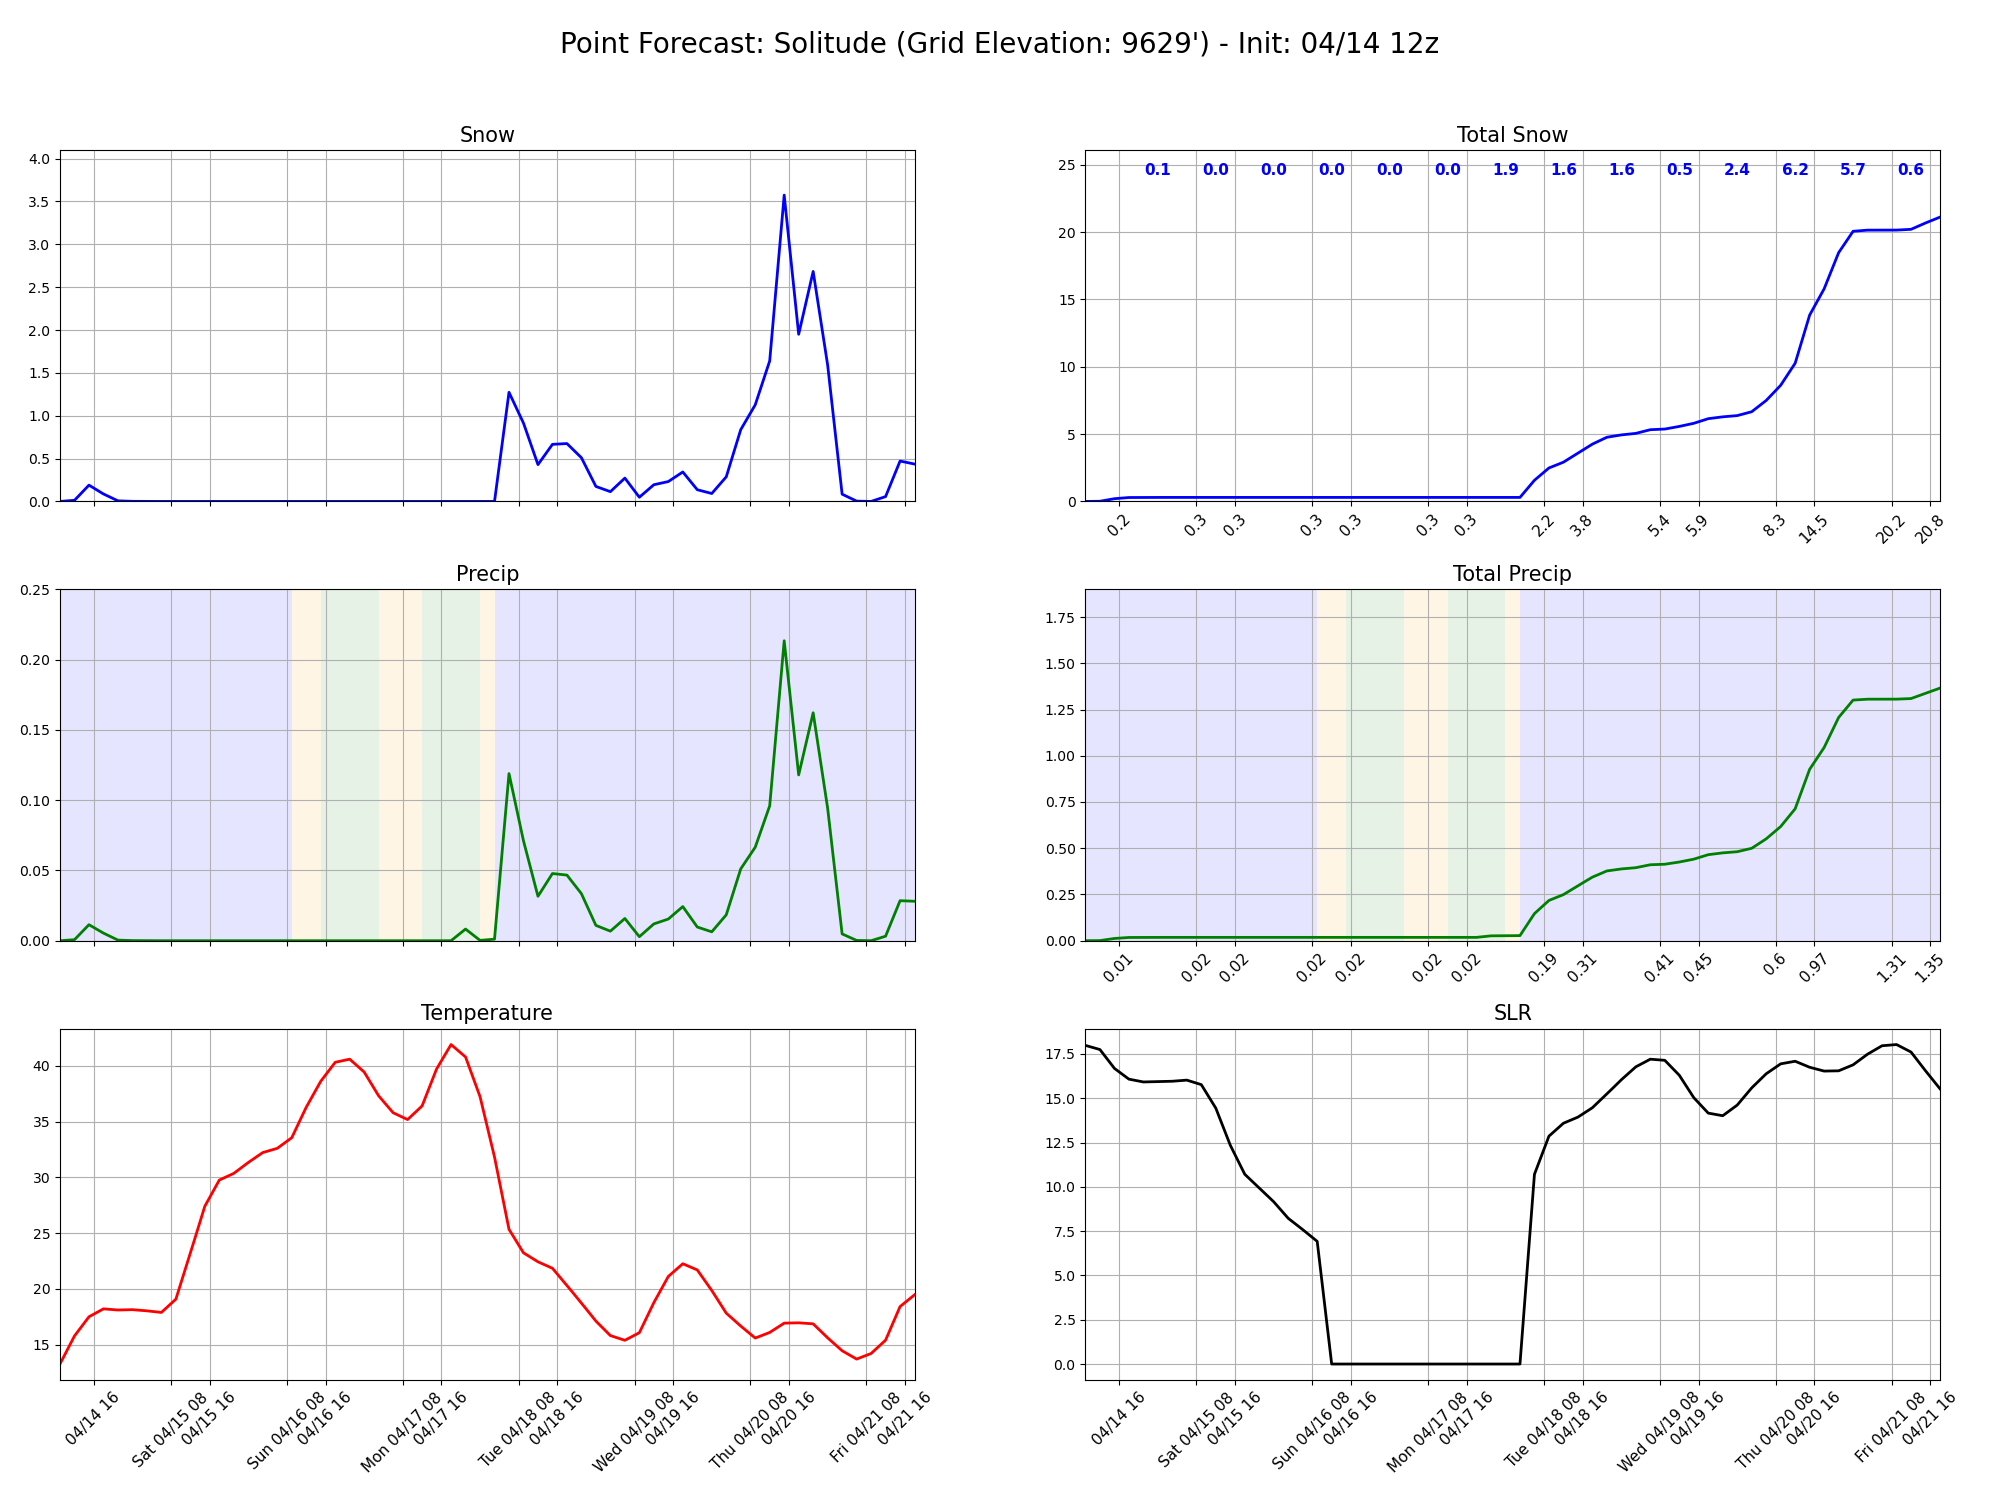 Point Forecast: Solitude (Grid Elevation: 9629') - Init: 04/14 12z
Snow
4.0
3.5
3.0
2.5
2.0
1.5
1.0
0.5
0.0
Total Snow
25
20
15
10
5
0
0.1 0.0 0.0 0.0 0.0 0.0 1.9 1.6 1.6 0.5 2.4 6.2 5.7 0.6
0.2 0.3 0.3 0.3 0.3 0.3 0.3 2.2 3.8 5.4 5.9 8.3 14.5 20.2 20.8
Precip
0.25
0.20
0.15
0.10
0.05
0.00
Total Precip
1.75
1.50
1.25
1.00
0.75
0.50
0.25
0.00
0.01 0.02 0.02 0.02 0.02 0.02 0.02 0.19 0.31 0.41 0.45 0.6 0.97 1.31 1.35
Temperature
40
35
30
25
20
15
04/14 16
Sat 04/15 08
04/15 16
Sun 04/16 08
04/16 16
Mon 04/17 08
04/17 16
Tue 04/18 08
04/18 16
Wed 04/19 08
04/19 16
Thu 04/20 08
04/20 16
Fri 04/21 08
04/21 16
SLR
17.5
15.0
12.5
10.0
7.5
5.0
2.5
0.0
04/14 16
Sat 04/15 08
04/15 16
Sun 04/16 08
04/16 16
Mon 04/17 08
04/17 16
Tue 04/18 08
04/18 16
Wed 04/19 08
04/19 16
Thu 04/20 08
04/20 16
Fri 04/21 08
04/21 16